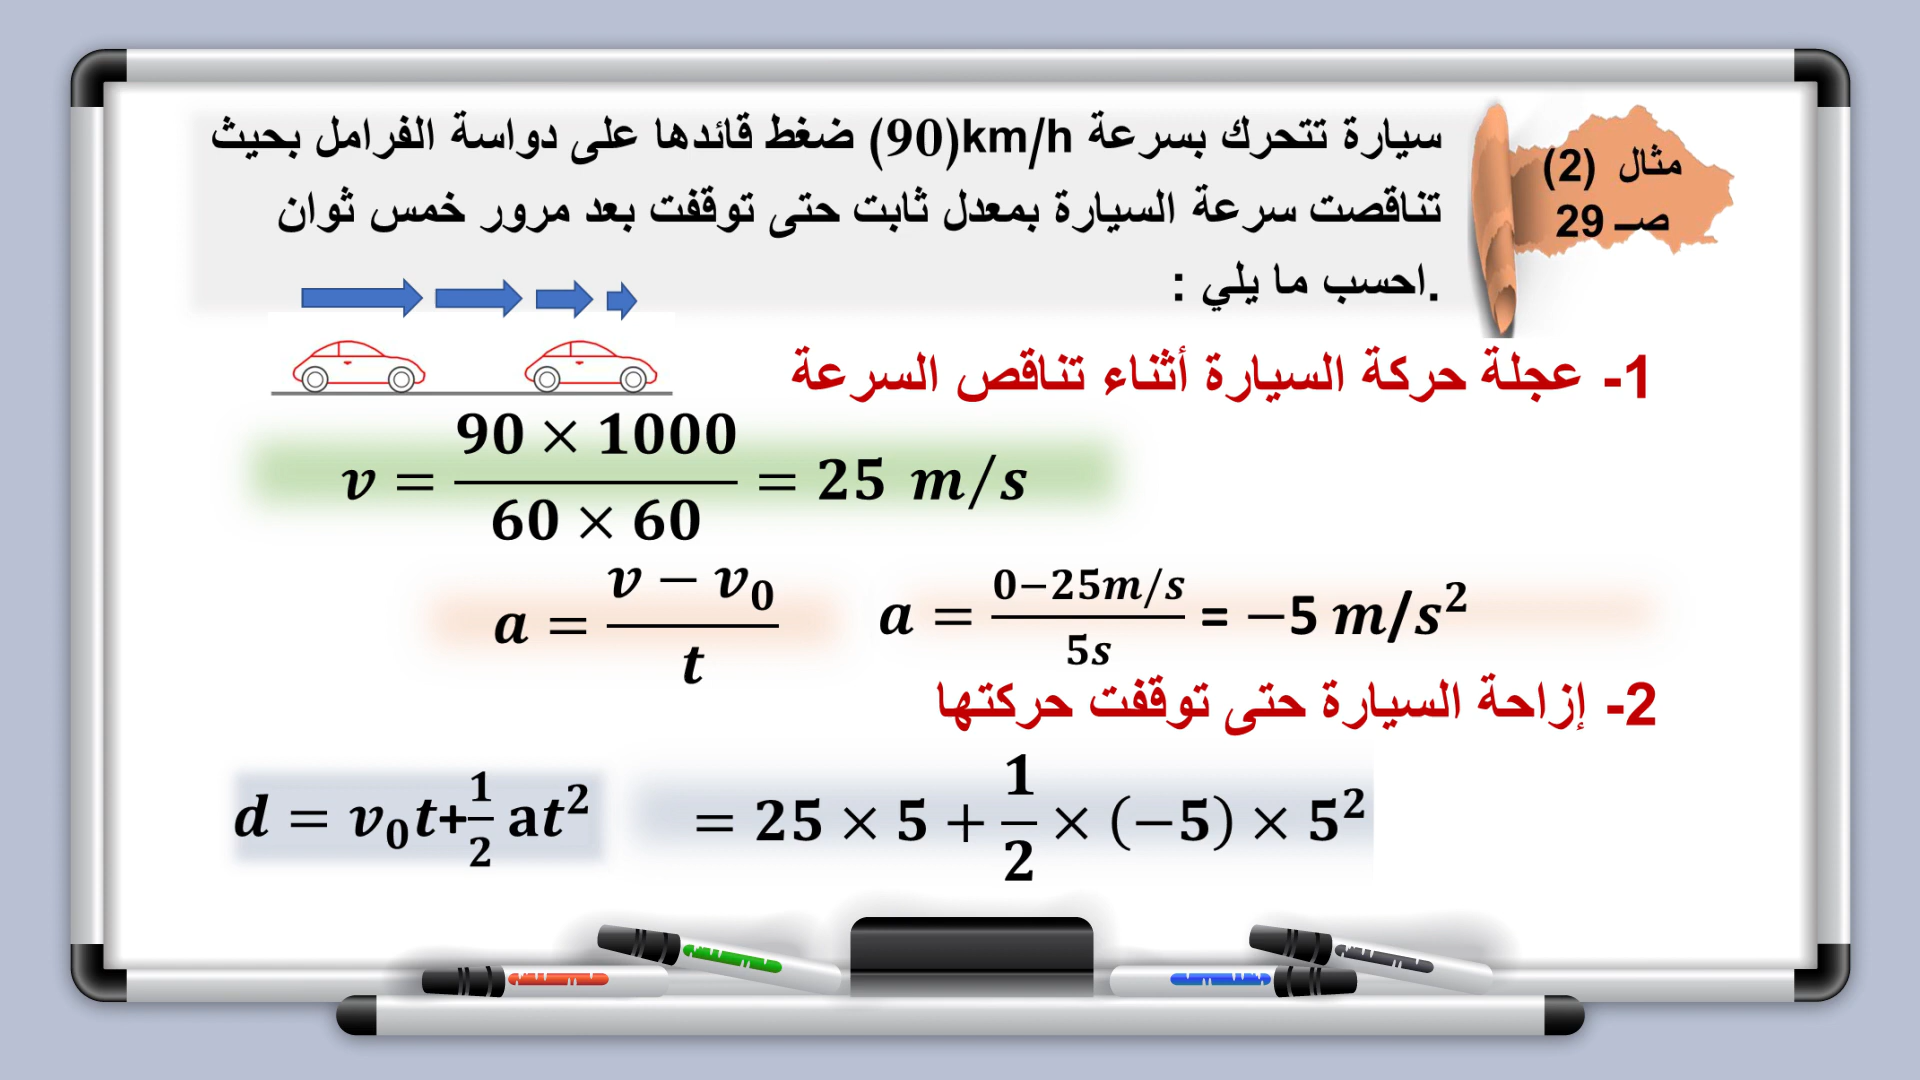 مثال (2)
صـ 29
سيارة تتحرك بسرعة km/h(90) ضغط قائدها على دواسة الفرامل بحيث
تناقصت سرعة السيارة بمعدل ثابت حتى توقفت بعد مرور خمس ثوان
.احسب ما يلي :
1- عجلة حركة السيارة أثناء تناقص السرعة
v = (90 × 1000)/(60 × 60) = 25 m/s
a = (v − v₀)/t    a = (0−25m/s)/(5s) = −5 m/s²
2- إزاحة السيارة حتى توقفت حركتها
d = v₀t+½ at²    = 25 × 5 + 1/2 × (−5) × 5²